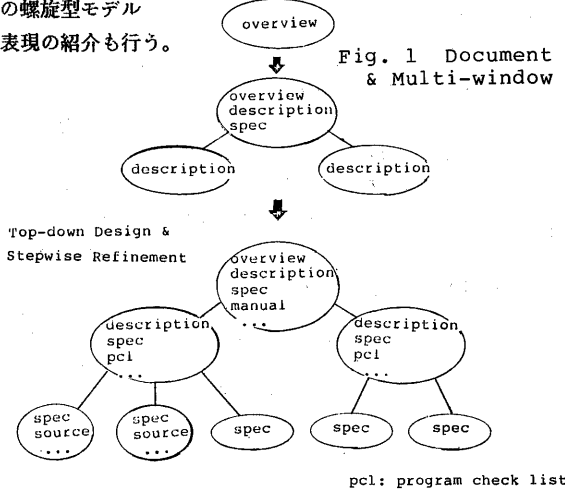 の螺旋型モデル
表現の紹介も行う。
overview
Fig. 1 Document
& Multi-window
overview
description
spec
description
description
Top-down Design &
Stepwise Refinement
overview
description
spec
manual
...
description
spec
pcl
...
description
spec
pcl
...
spec
source
...
spec
source
...
spec
spec
spec
pcl: program check list